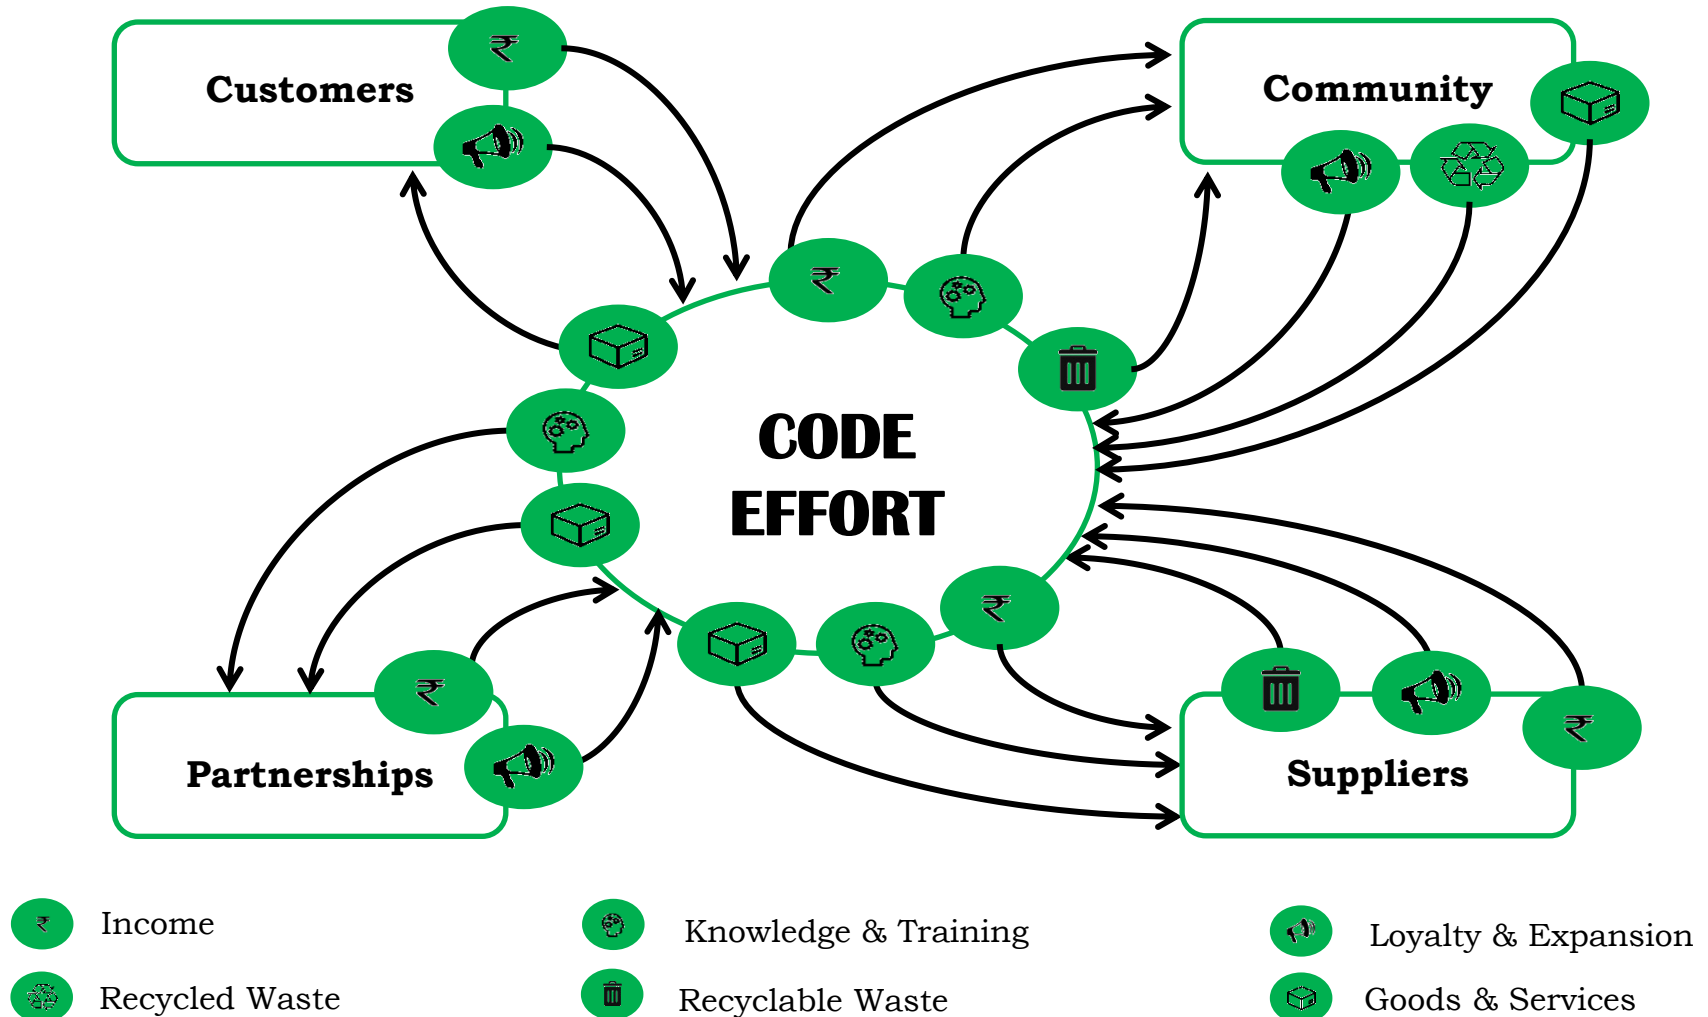 ₹
Customers
Community
₹
CODE
EFFORT
₹
₹
₹
Partnerships
Suppliers
₹ Income
Knowledge & Training
Loyalty & Expansion
Recycled Waste
Recyclable Waste
Goods & Services